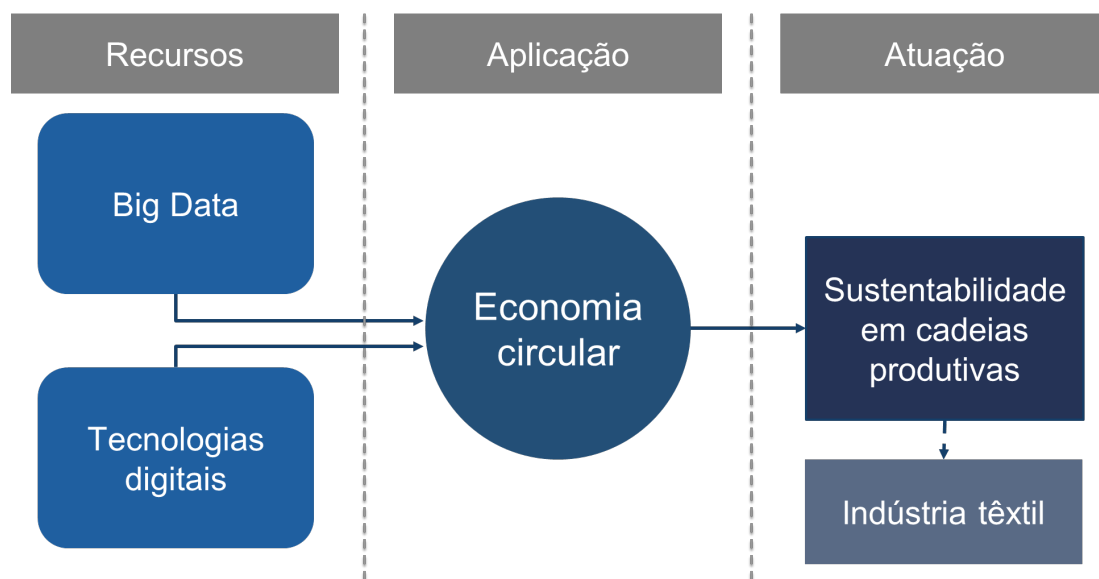 Recursos
Aplicação
Atuação
Big Data
Tecnologias
digitais
Economia
circular
Sustentabilidade
em cadeias
produtivas
Indústria têxtil